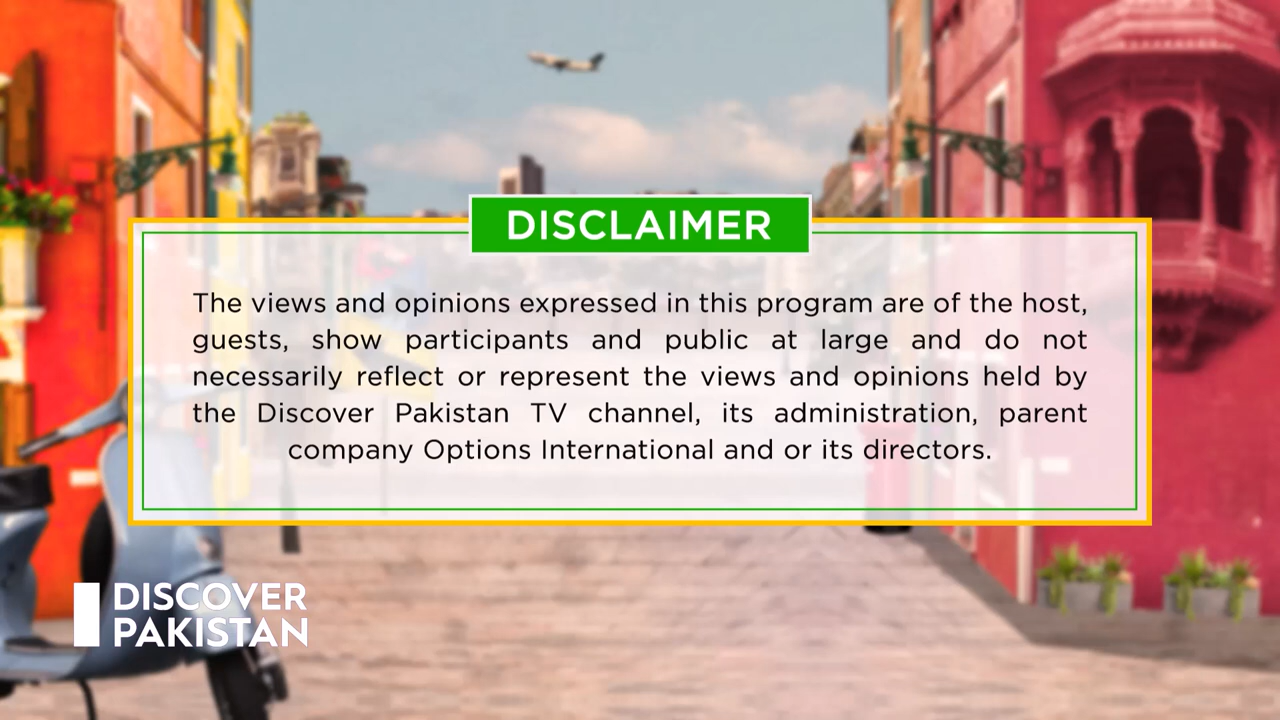 DISCLAIMER
The views and opinions expressed in this program are of the host,
guests, show participants and public at large and do not
necessarily reflect or represent the views and opinions held by
the Discover Pakistan TV channel, its administration, parent
company Options International and or its directors.
DISCOVER
PAKISTAN